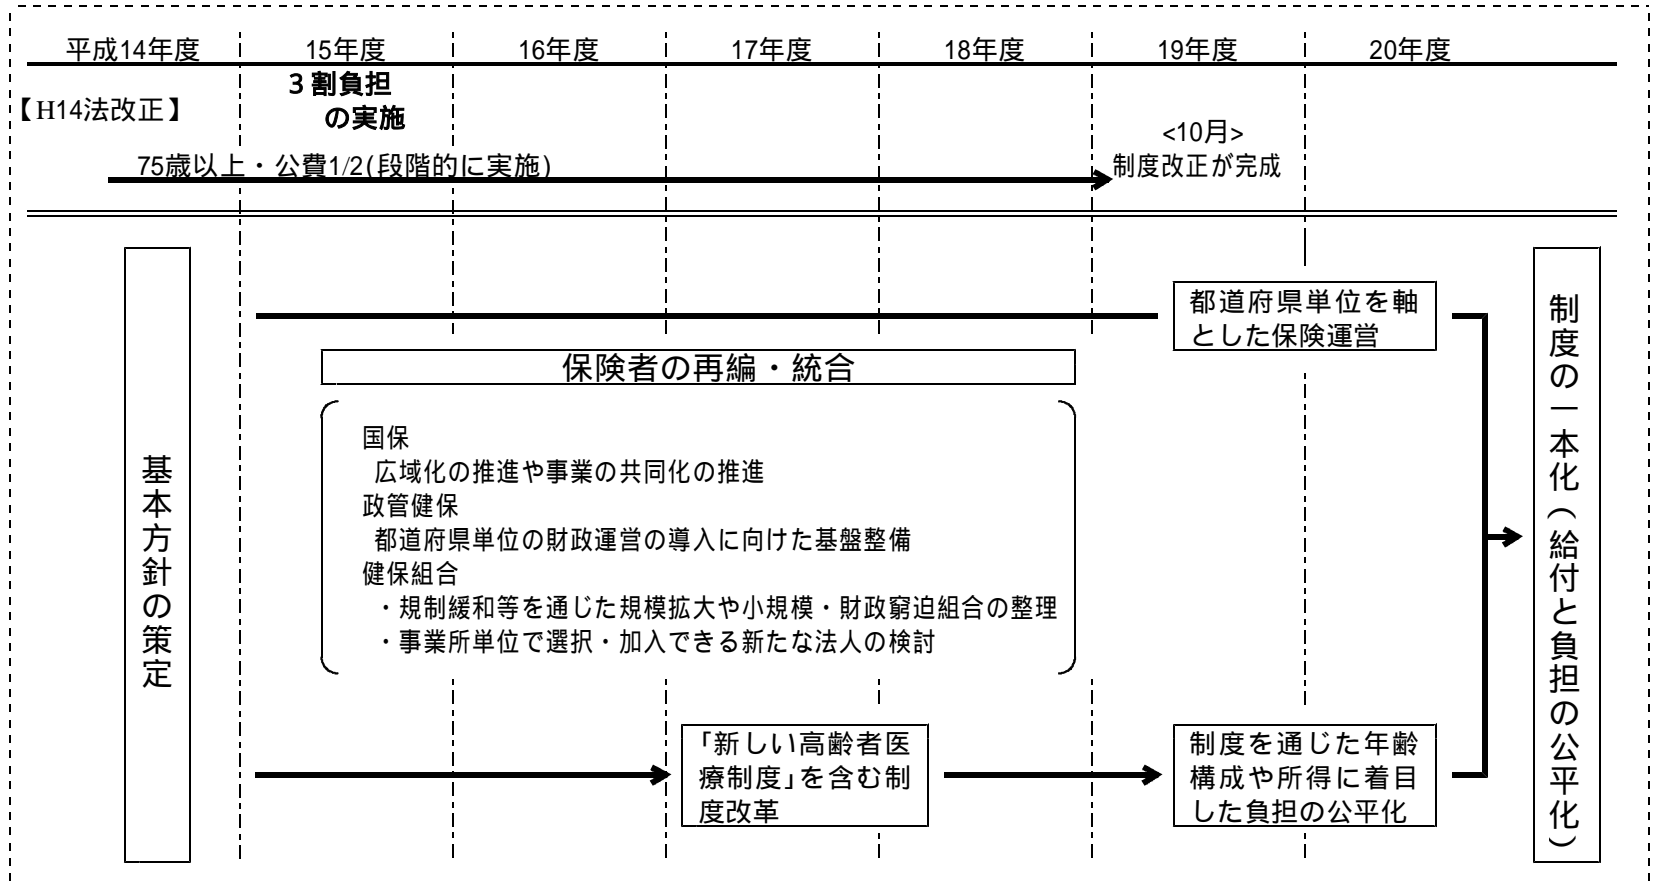 平成14年度 15年度 16年度 17年度 18年度 19年度 20年度
【H14法改正】
3割負担
の実施
75歳以上・公費1/2(段階的に実施)
<10月>
制度改正が完成
基本方針の策定
都道府県単位を軸
とした保険運営
保険者の再編・統合
国保
広域化の推進や事業の共同化の推進
政管健保
都道府県単位の財政運営の導入に向けた基盤整備
健保組合
・規制緩和等を通じた規模拡大や小規模・財政窮迫組合の整理
・事業所単位で選択・加入できる新たな法人の検討
「新しい高齢者医
療制度」を含む制
度改革
制度を通じた年齢
構成や所得に着目
した負担の公平化
制度の一本化(給付と負担の公平化)